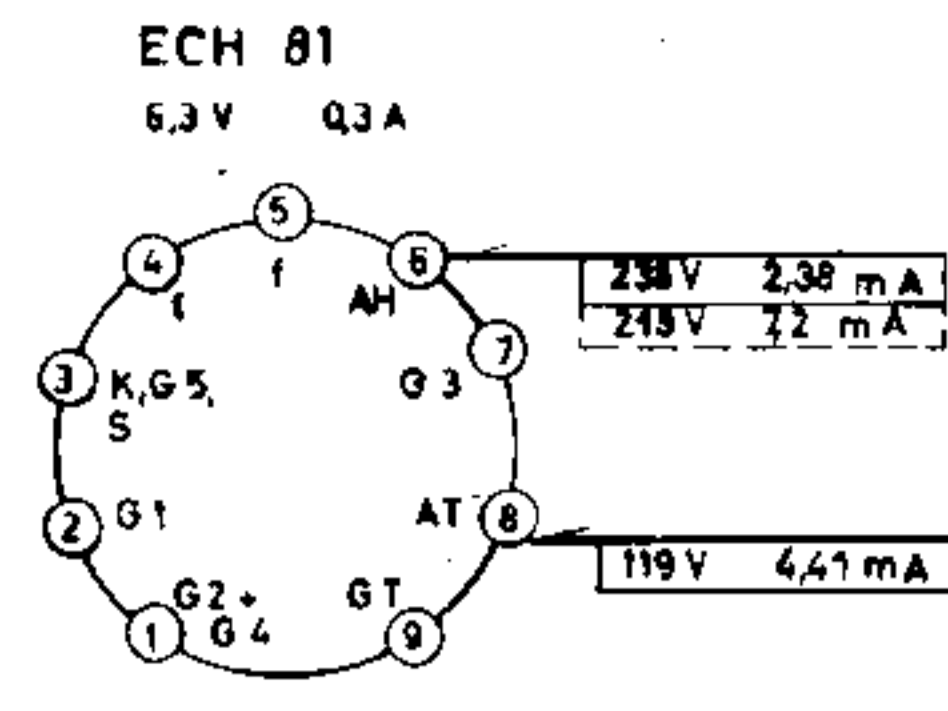 ECH 81
6,3 V 0,3 A
5
f
4
f
6
AH
V 2,38 mA
V mA
3
K, G 5,
S
7
G 3
2
G 1
AT 8
119 V 4,41 mA
1
G 2 +
G 4
G T
9